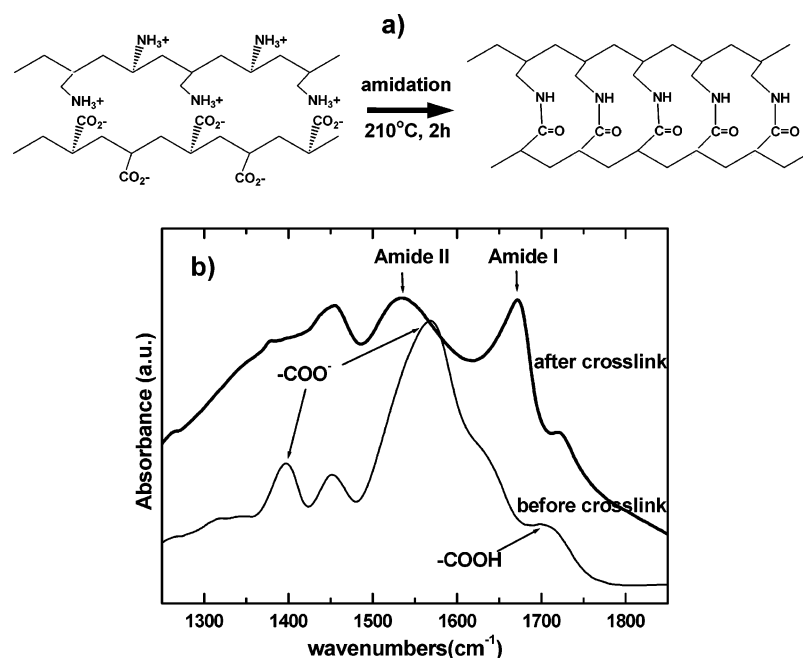 a)
NH₃+ NH₃+
NH₃+ NH₃+ NH₃+
CO₂- CO₂- CO₂-
CO₂- CO₂-
amidation
210°C, 2h
NH NH NH NH NH
C=O C=O C=O C=O C=O
b)
Amide II Amide I
-COO⁻
after crosslink
before crosslink
-COOH
Absorbance (a.u.)
1300 1400 1500 1600 1700 1800
wavenumbers(cm⁻¹)